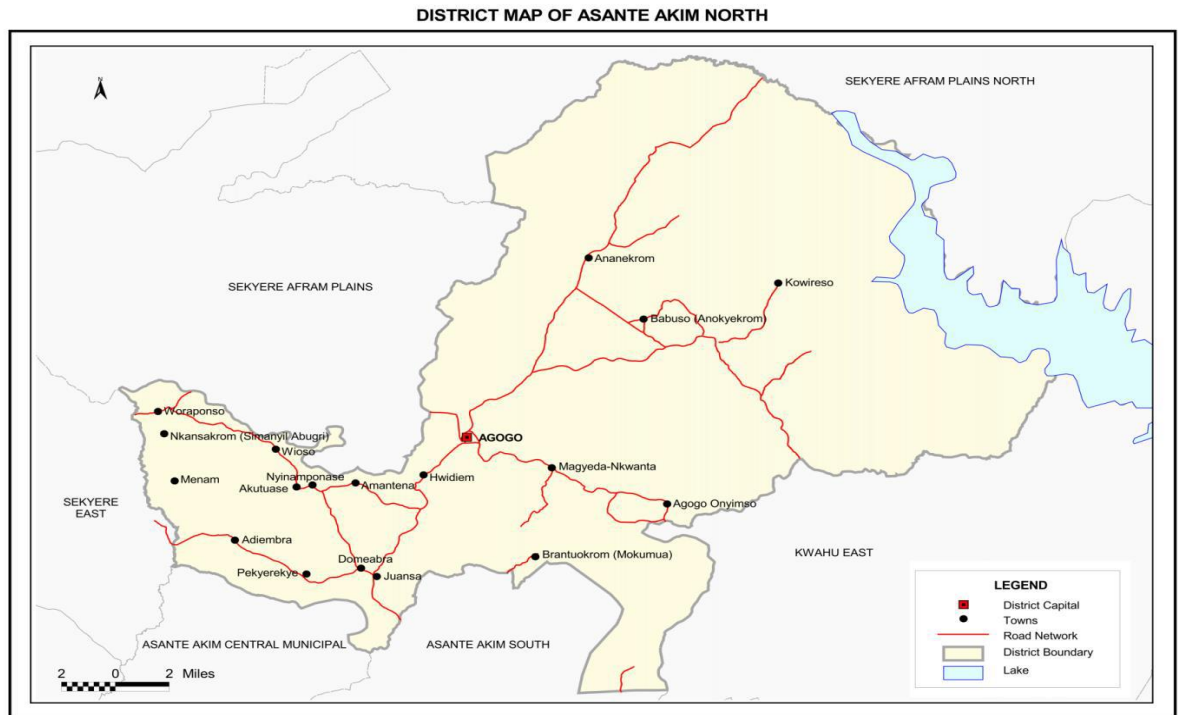 DISTRICT MAP OF ASANTE AKIM NORTH
N
SEKYERE AFRAM PLAINS NORTH
Ananekrom
Kowireso
SEKYERE AFRAM PLAINS
Babuso (Anokyekrom)
Woraponso
Nkansakrom (Simanyil Abugri)
AGOGO
Wioso
Magyeda-Nkwanta
Hwidiem
Nyinamponase
Menam
Akutuase
Amantena
SEKYERE
EAST
Agogo Onyimso
Adiembra
KWAHU EAST
Brantuokrom (Mokumua)
Domeabra
Pekyerekye
Juansa
ASANTE AKIM CENTRAL MUNICIPAL
ASANTE AKIM SOUTH
2 0 2 Miles
LEGEND
District Capital
Towns
Road Network
District Boundary
Lake